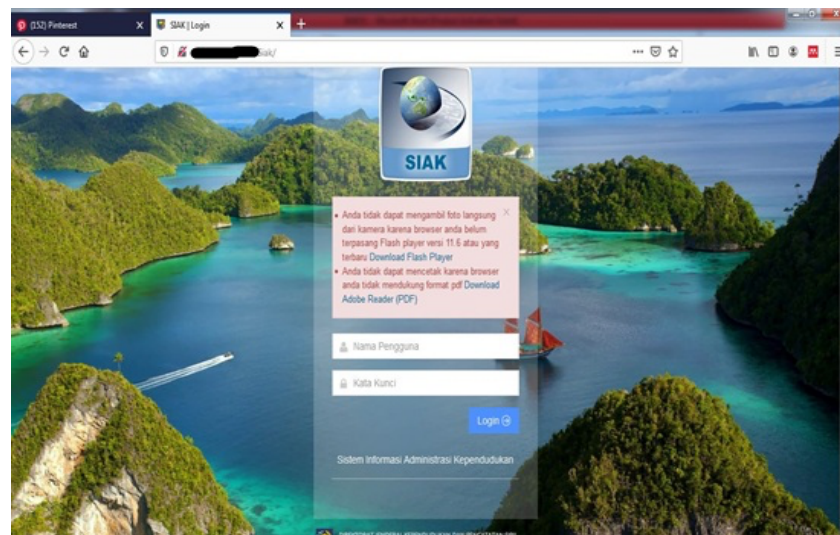 (152) Pinterest
SIAK | Login
Siak/
SIAK
Anda tidak dapat mengambil foto langsung
dari kamera karena browser anda belum
terpasang Flash player versi 11.6 atau yang
terbaru Download Flash Player
Anda tidak dapat mencetak karena browser
anda tidak mendukung format pdf Download
Adobe Reader (PDF)
Nama Pengguna
Kata Kunci
Login
Sistem Informasi Administrasi Kependudukan